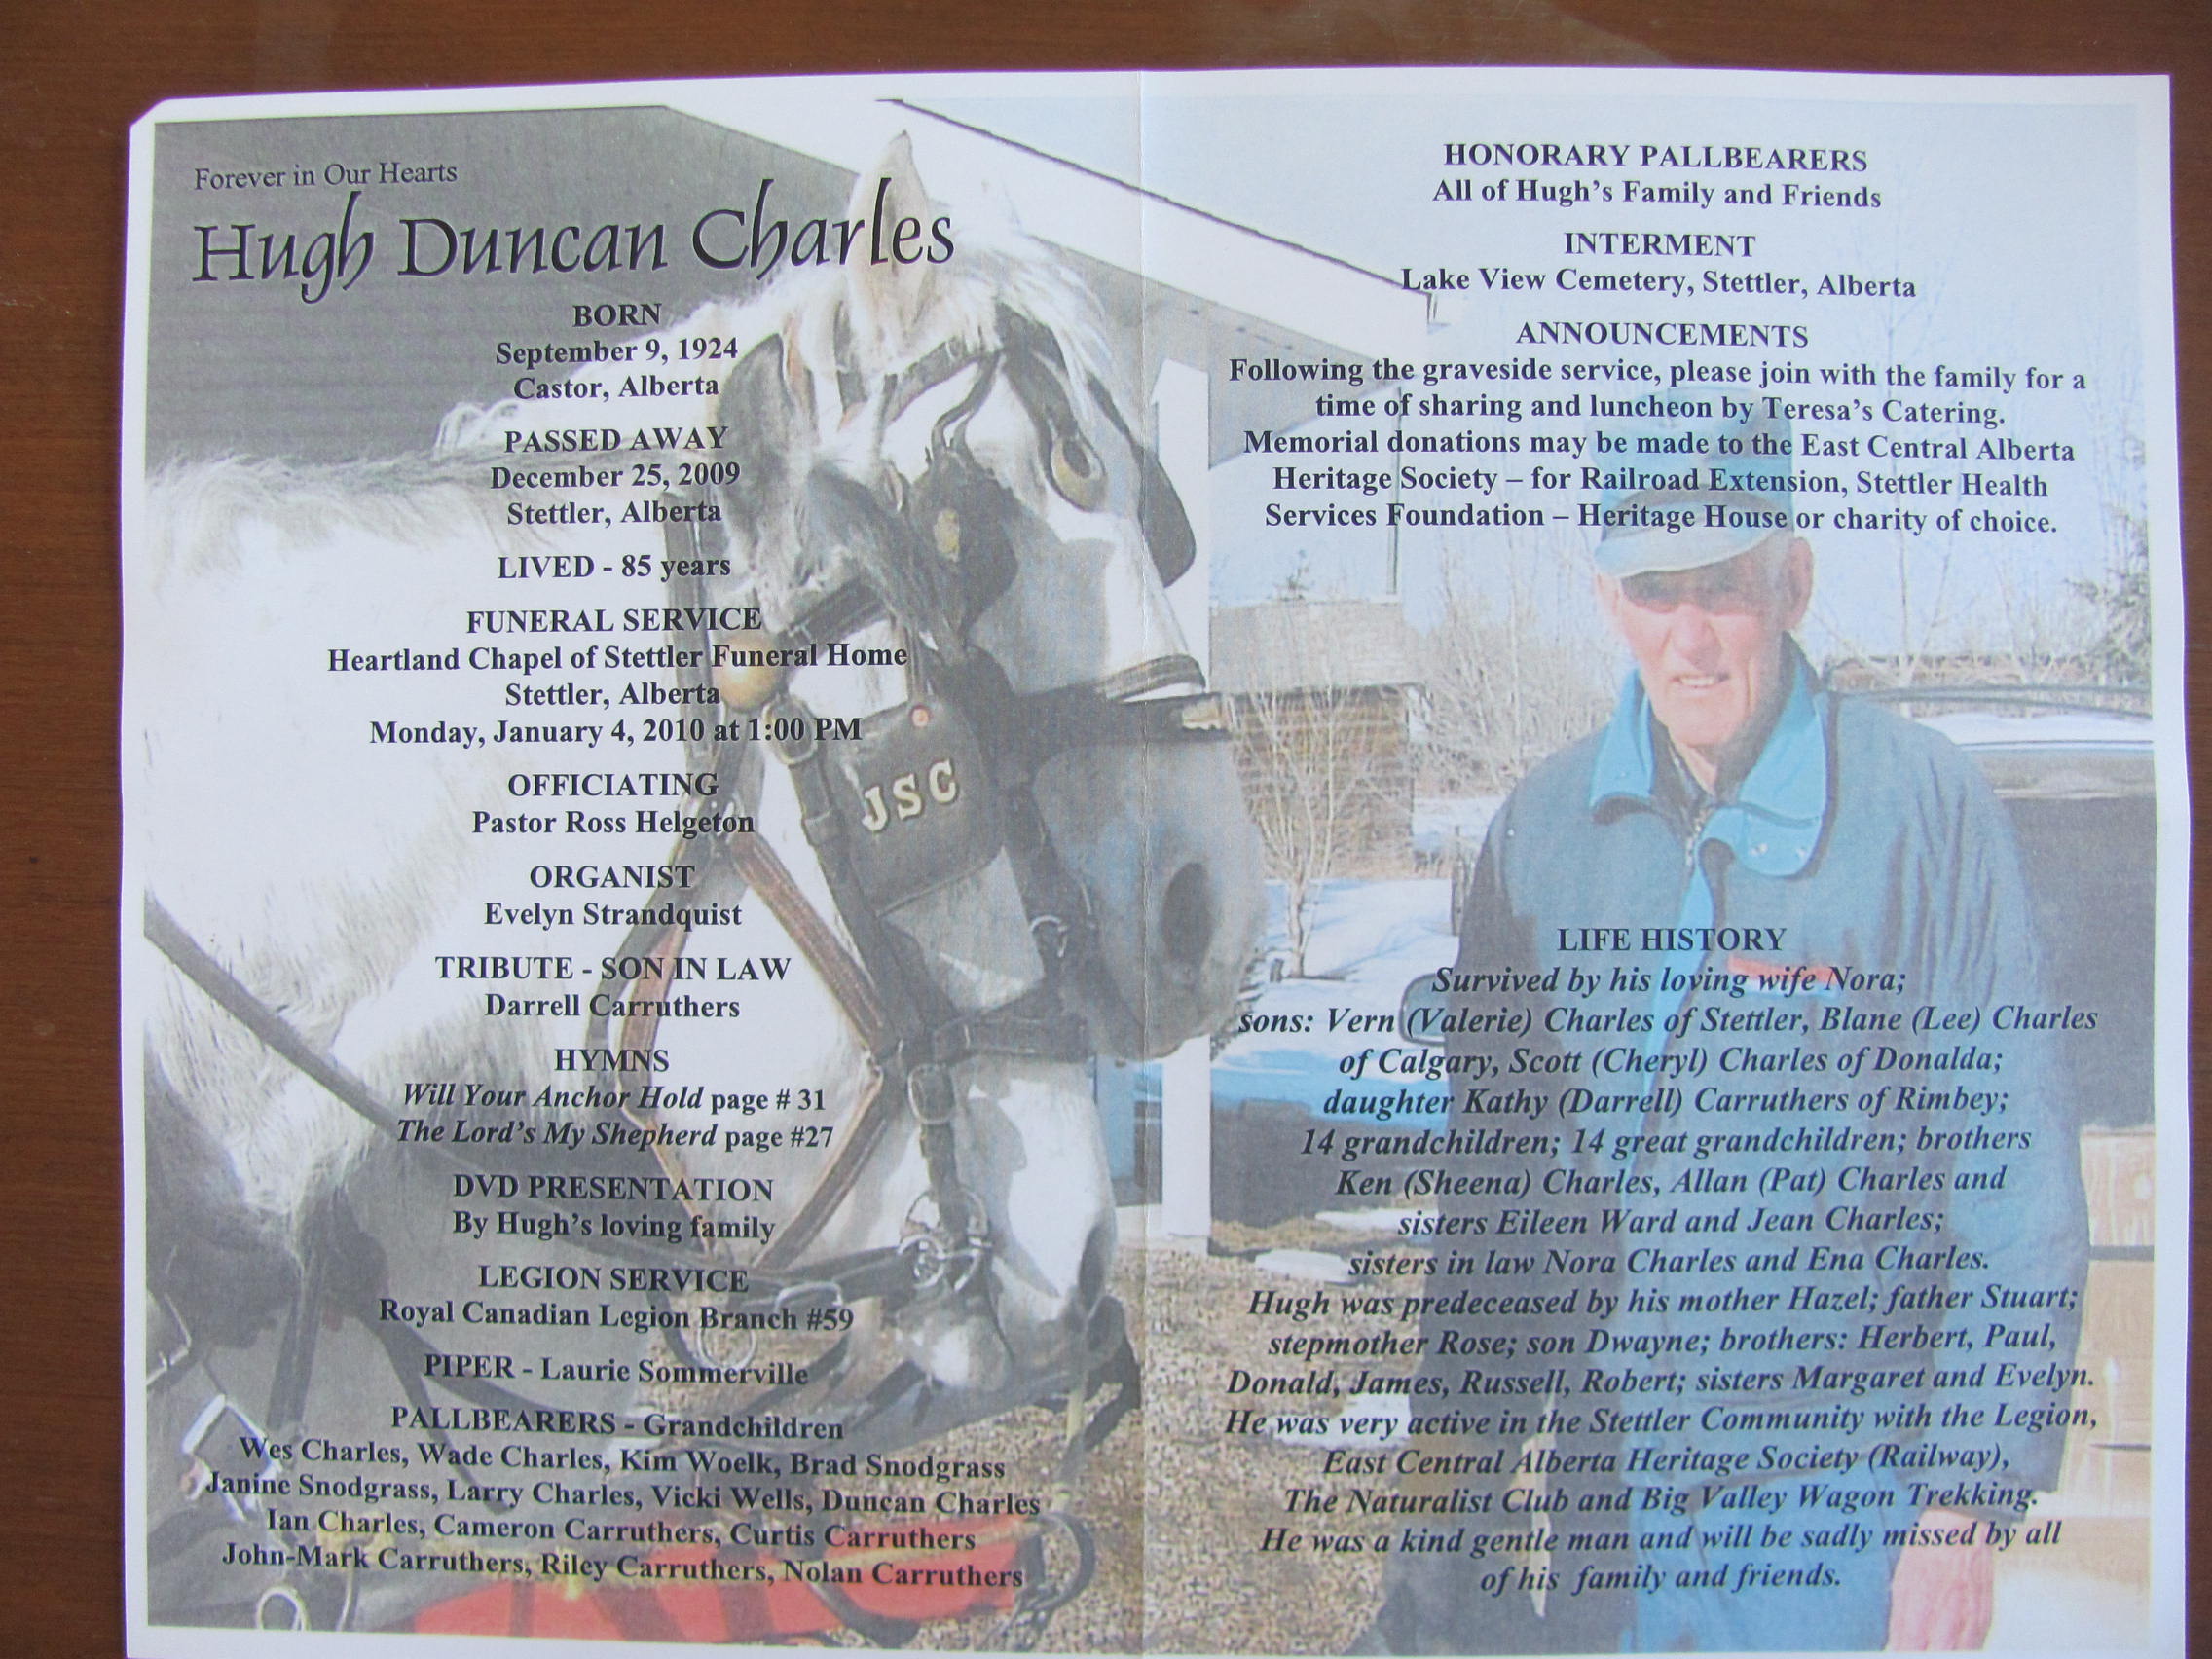 Forever in Our Hearts
Hugh Duncan Charles
BORN
September 9, 1924
Castor, Alberta
PASSED AWAY
December 25, 2009
Stettler, Alberta
LIVED - 85 years
FUNERAL SERVICE
Heartland Chapel of Stettler Funeral Home
Stettler, Alberta
Monday, January 4, 2010 at 1:00 PM
OFFICIATING
Pastor Ross Helgeton
ORGANIST
Evelyn Strandquist
TRIBUTE - SON IN LAW
Darrell Carruthers
HYMNS
Will Your Anchor Hold page # 31
The Lord's My Shepherd page #27
DVD PRESENTATION
By Hugh's loving family
LEGION SERVICE
Royal Canadian Legion Branch #59
PIPER - Laurie Sommerville
PALLBEARERS - Grandchildren
Wes Charles, Wade Charles, Kim Woelk, Brad Snodgrass
Janine Snodgrass, Larry Charles, Vicki Wells, Duncan Charles
Ian Charles, Cameron Carruthers, Curtis Carruthers
John-Mark Carruthers, Riley Carruthers, Nolan Carruthers
JSC
HONORARY PALLBEARERS
All of Hugh's Family and Friends
INTERMENT
Lake View Cemetery, Stettler, Alberta
ANNOUNCEMENTS
Following the graveside service, please join with the family for a
time of sharing and luncheon by Teresa's Catering.
Memorial donations may be made to the East Central Alberta
Heritage Society – for Railroad Extension, Stettler Health
Services Foundation – Heritage House or charity of choice.
LIFE HISTORY
Survived by his loving wife Nora;
sons: Vern (Valerie) Charles of Stettler, Blane (Lee) Charles
of Calgary, Scott (Cheryl) Charles of Donalda;
daughter Kathy (Darrell) Carruthers of Rimbey;
14 grandchildren; 14 great grandchildren; brothers
Ken (Sheena) Charles, Allan (Pat) Charles and
sisters Eileen Ward and Jean Charles;
sisters in law Nora Charles and Ena Charles.
Hugh was predeceased by his mother Hazel; father Stuart;
stepmother Rose; son Dwayne; brothers: Herbert, Paul,
Donald, James, Russell, Robert; sisters Margaret and Evelyn.
He was very active in the Stettler Community with the Legion,
East Central Alberta Heritage Society (Railway),
The Naturalist Club and Big Valley Wagon Trekking.
He was a kind gentle man and will be sadly missed by all
of his family and friends.